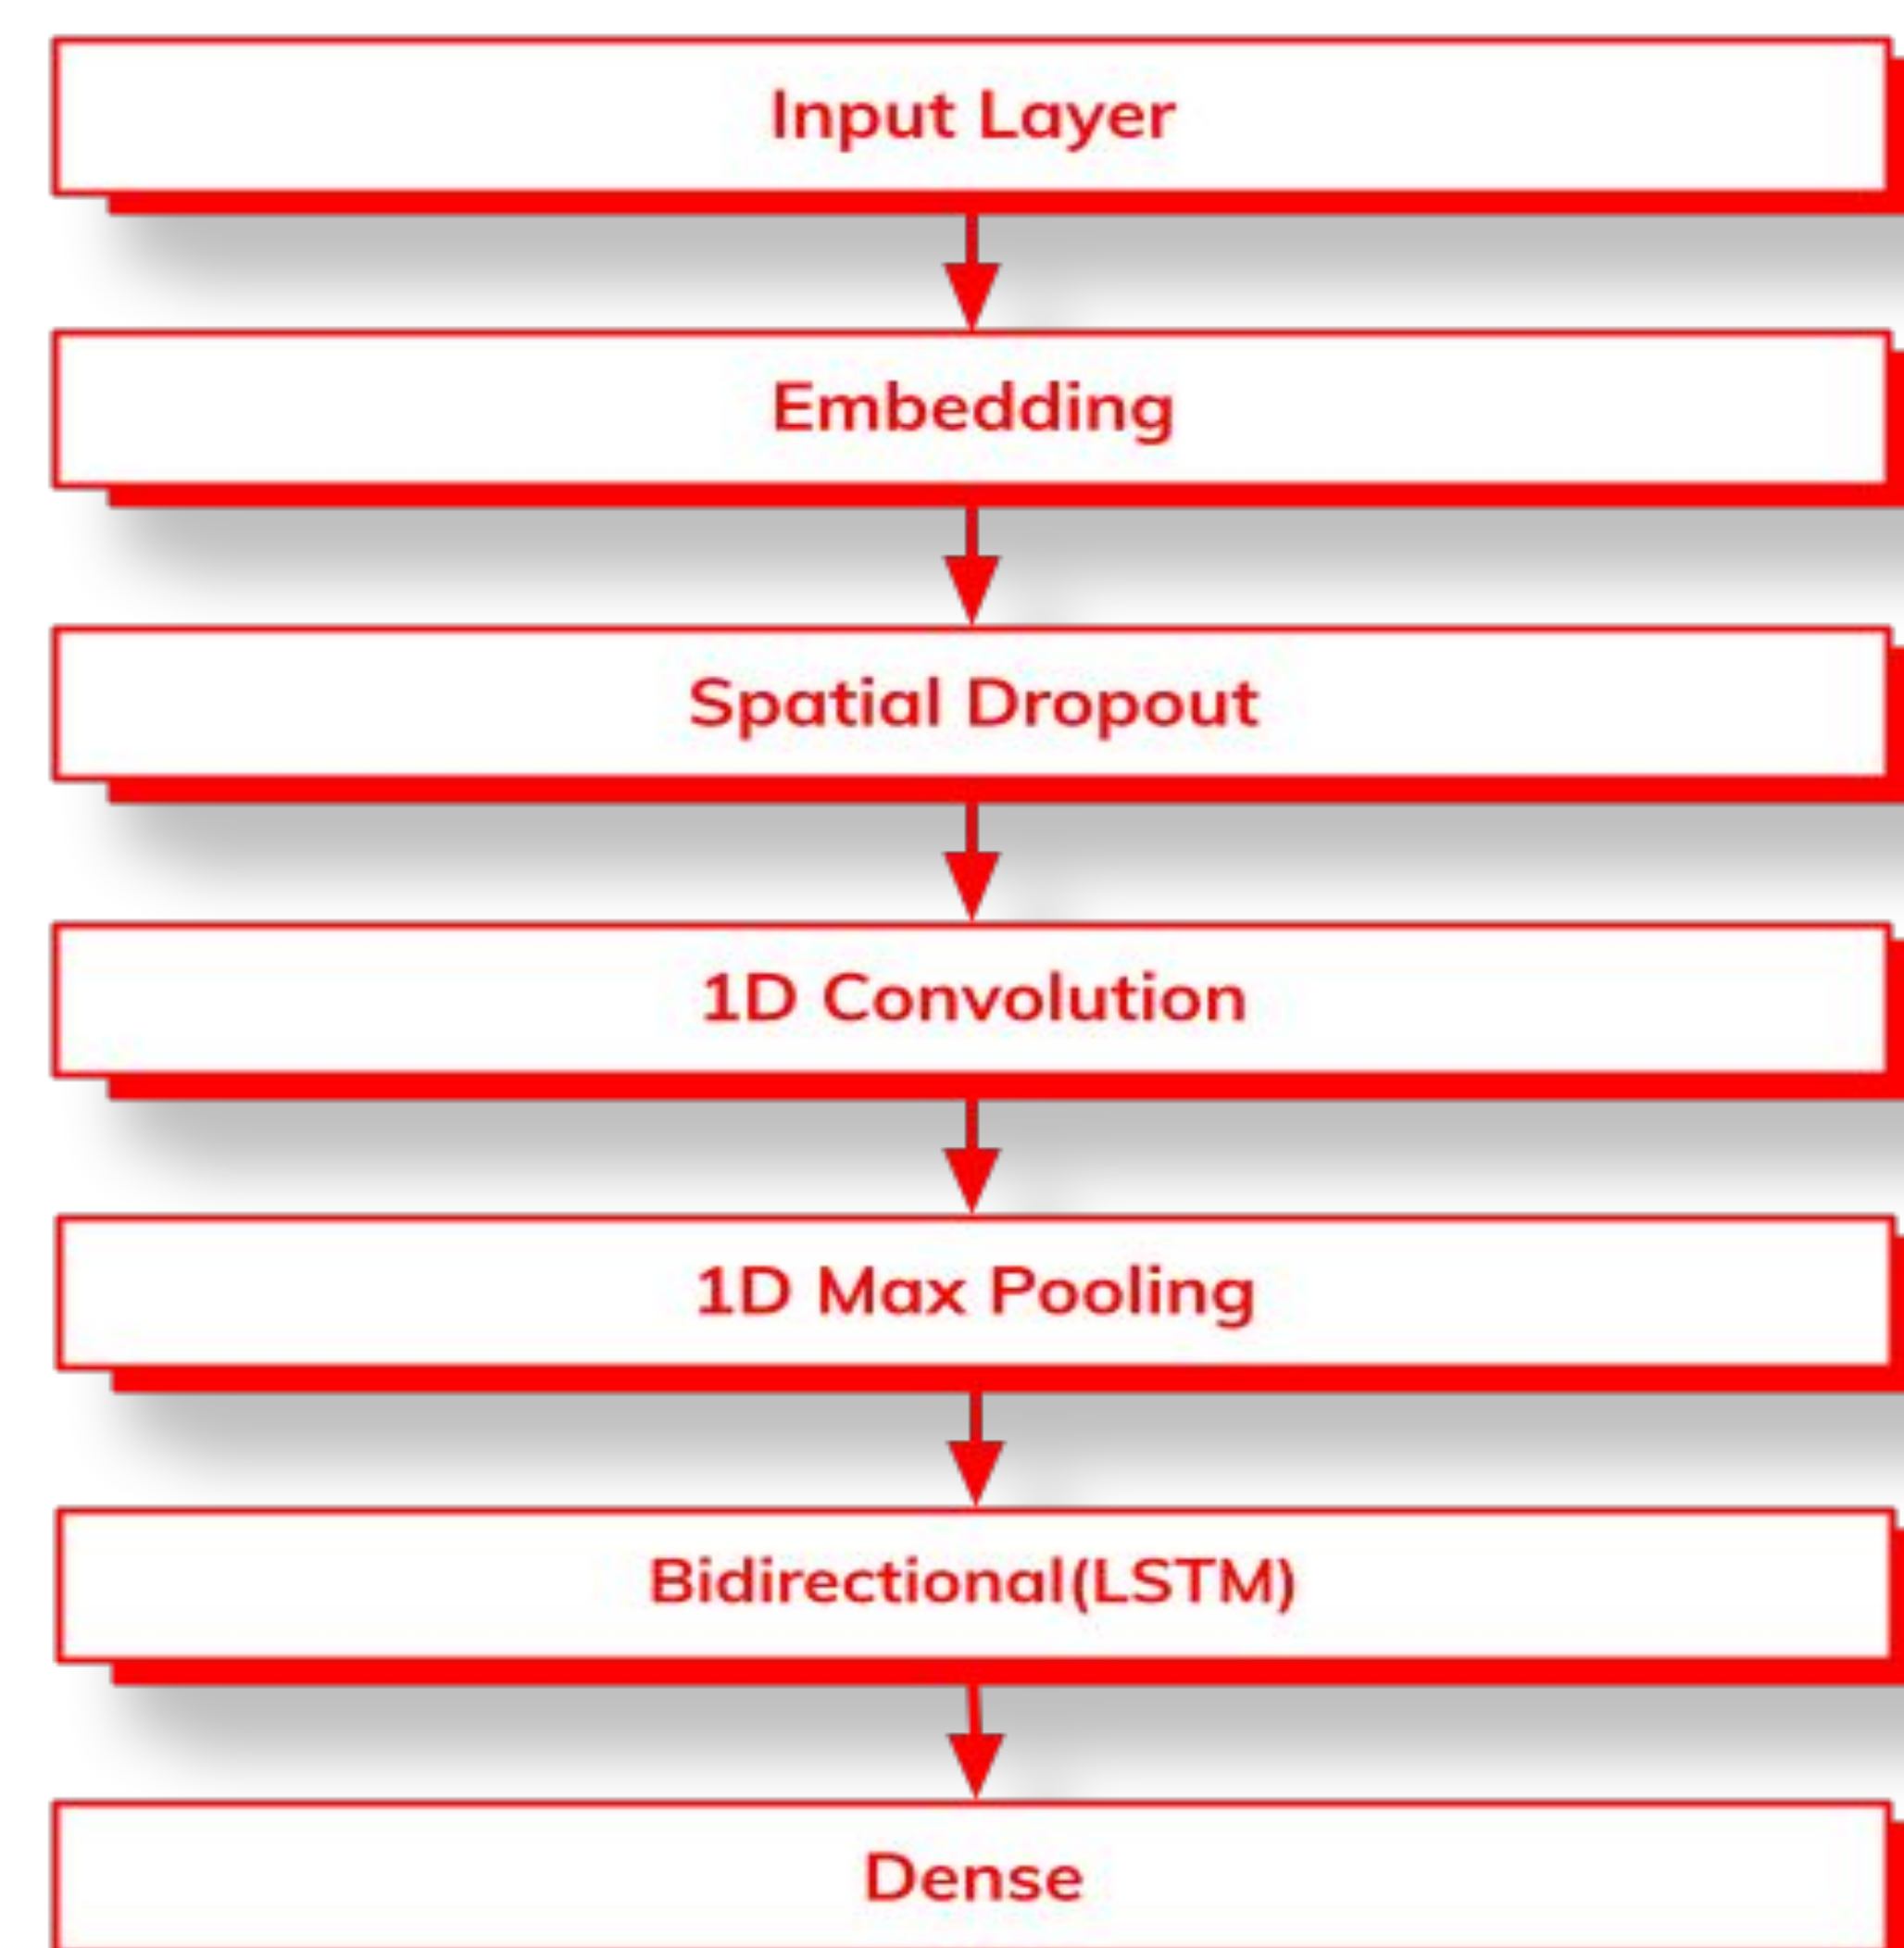 Input Layer
Embedding
Spatial Dropout
1D Convolution
1D Max Pooling
Bidirectional(LSTM)
Dense